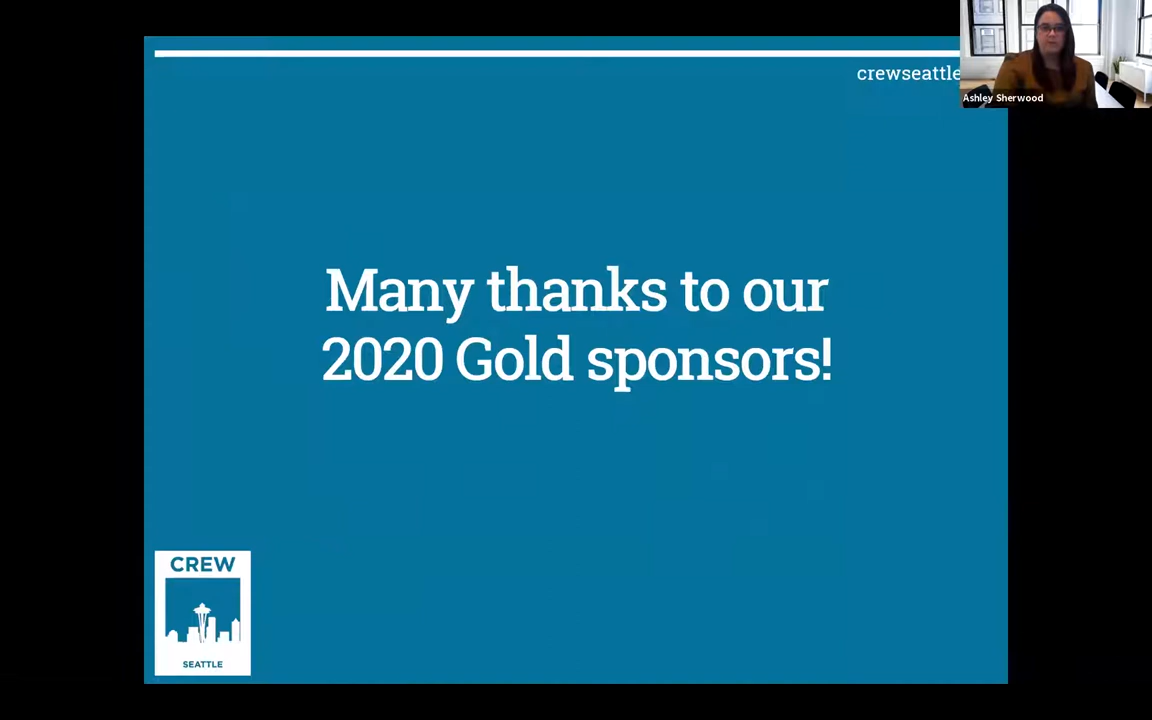 crewseattle
Ashley Sherwood
Many thanks to our
2020 Gold sponsors!
CREW
SEATTLE